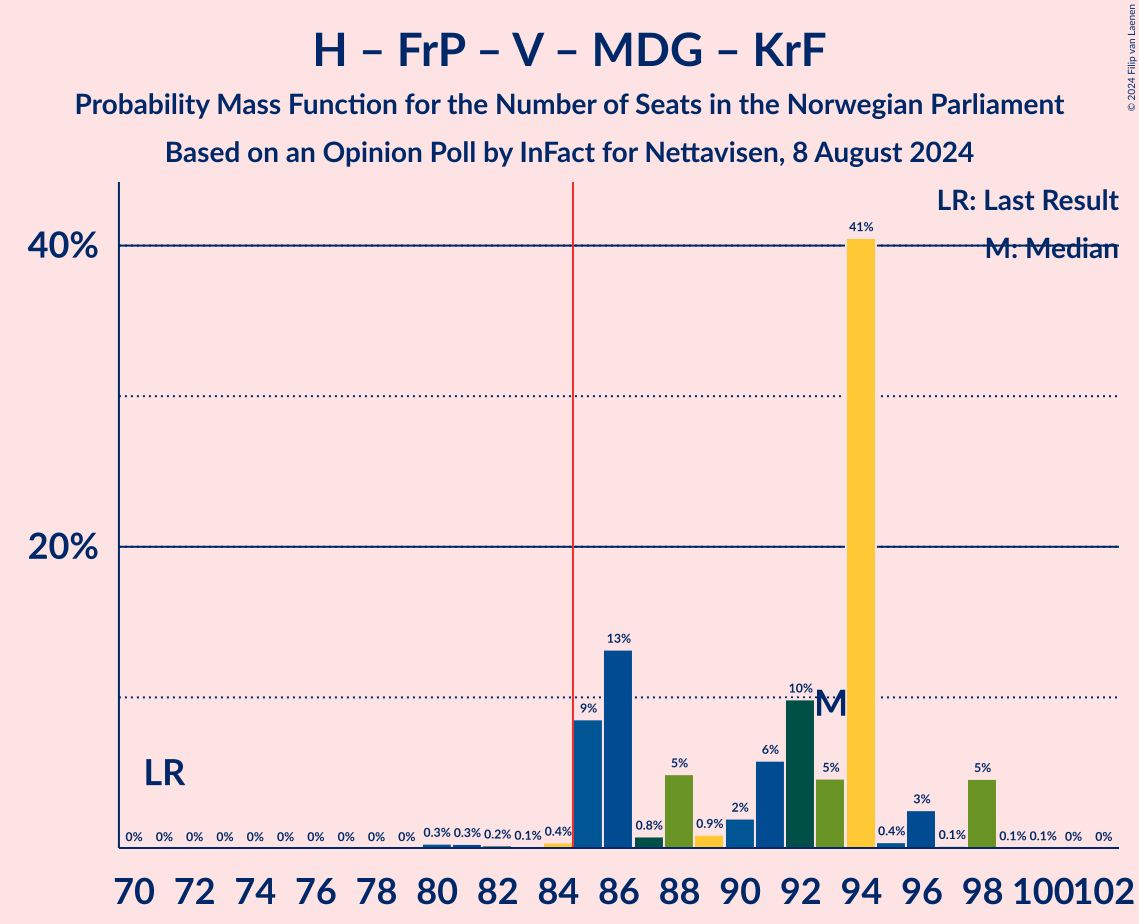 H – FrP – V – MDG – KrF
Probability Mass Function for the Number of Seats in the Norwegian Parliament
Based on an Opinion Poll by InFact for Nettavisen, 8 August 2024
© 2024 Filip van Laenen
LR: Last Result
M: Median
40%
20%
LR
M
0% 0% 0% 0% 0% 0% 0% 0% 0% 0% 0.3% 0.3% 0.2% 0.1% 0.4% 9% 13% 0.8% 5% 0.9% 2% 6% 10% 5% 41% 0.4% 3% 0.1% 5% 0.1% 0.1% 0% 0%
70 72 74 76 78 80 82 84 86 88 90 92 94 96 98 100 102